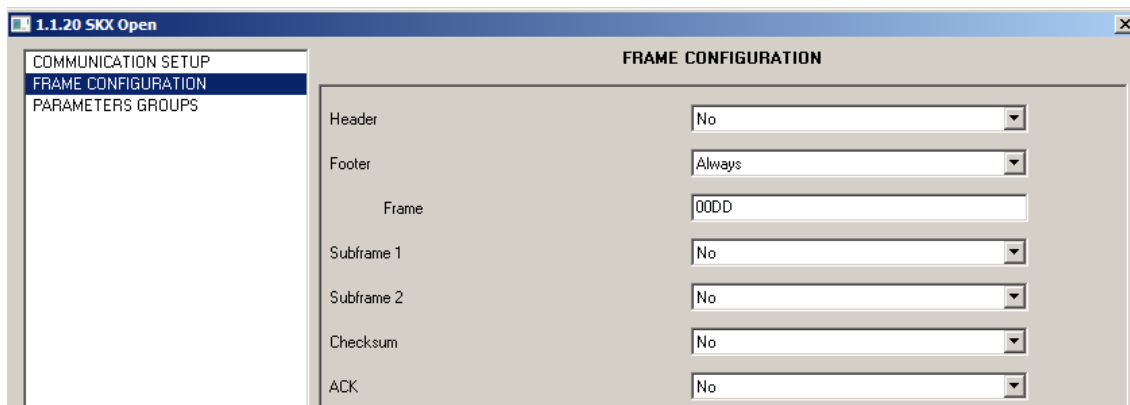 1.1.20 SKX Open
COMMUNICATION SETUP
FRAME CONFIGURATION
PARAMETERS GROUPS
FRAME CONFIGURATION
Header No
Footer Always
Frame 00DD
Subframe 1 No
Subframe 2 No
Checksum No
ACK No